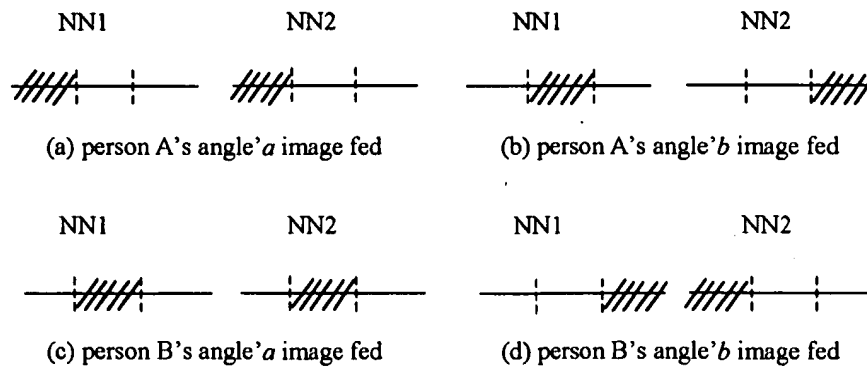 NN1 NN2 NN1 NN2
(a) person A's angle'a image fed (b) person A's angle'b image fed
NN1 NN2 NN1 NN2
(c) person B's angle'a image fed (d) person B's angle'b image fed